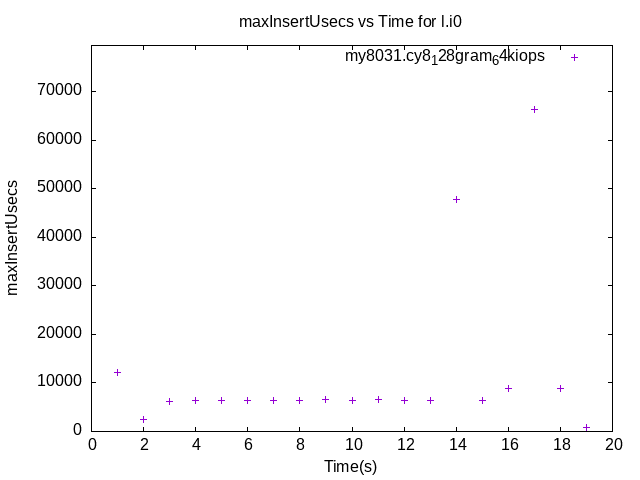 maxInsertUsecs vs Time for l.i0
my8031.cy8128gram64kiops
70000
60000
50000
40000
30000
20000
10000
0
maxInsertUsecs
0 2 4 6 8 10 12 14 16 18 20
Time(s)